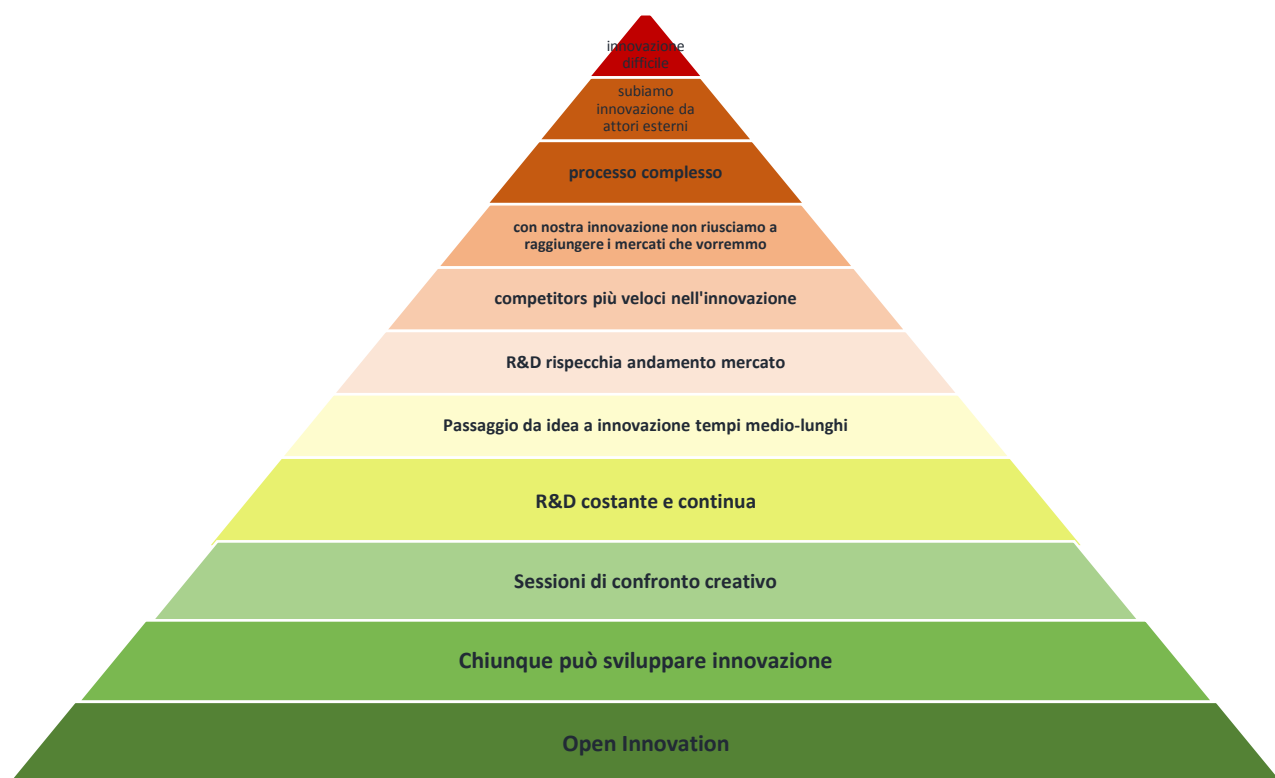 innovazione
difficile
subiamo
innovazione da
attori esterni
processo complesso
con nostra innovazione non riusciamo a
raggiungere i mercati che vorremmo
competitors più veloci nell'innovazione
R&D rispecchia andamento mercato
Passaggio da idea a innovazione tempi medio-lunghi
R&D costante e continua
Sessioni di confronto creativo
Chiunque può sviluppare innovazione
Open Innovation